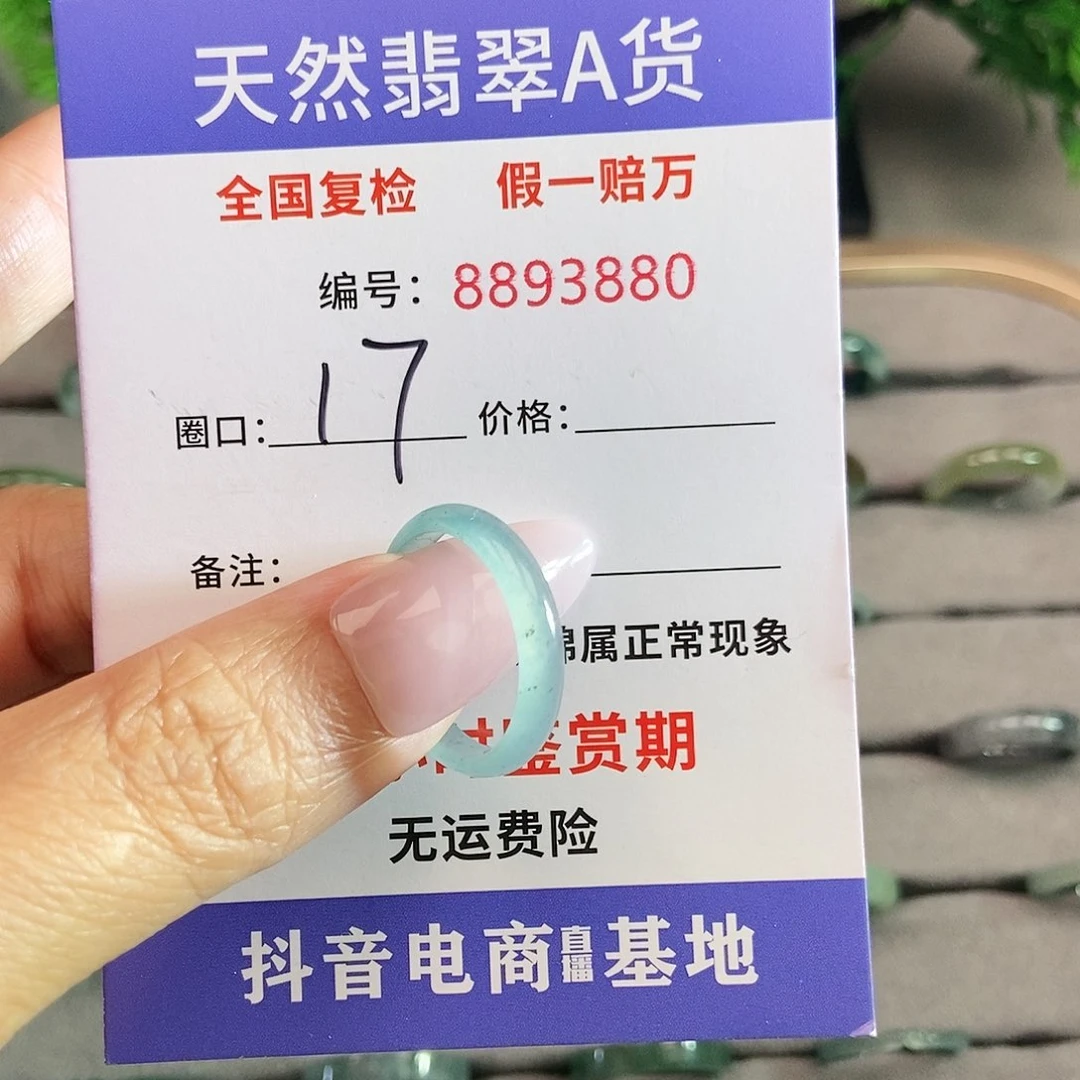 天然翡翠A货
全国复检 假一赔万
编号：8893880
圈口：17 价格：
备注：
棉属正常现象
鉴赏期
无运费险
抖音电商直播基地